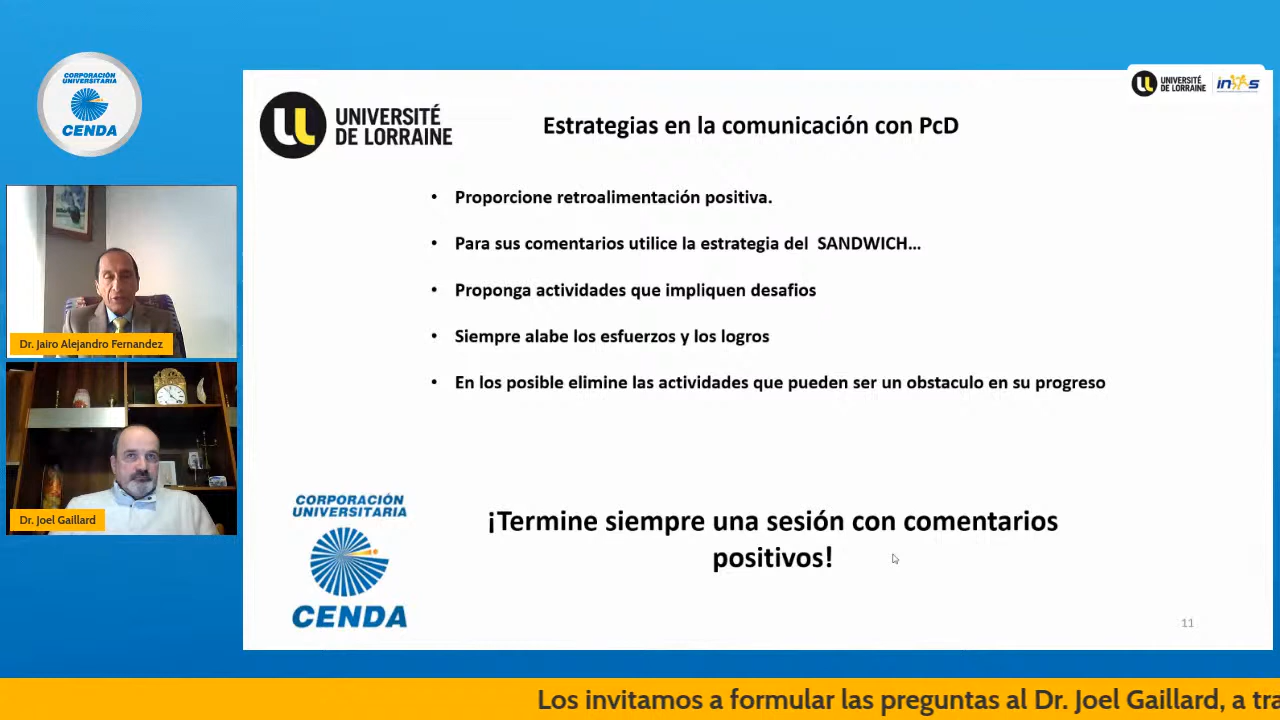 CORPORACIÓN
UNIVERSITARIA
CENDA
Dr. Jairo Alejandro Fernandez
Dr. Joel Gaillard
UNIVERSITÉ
DE LORRAINE
UNIVERSITÉ
DE LORRAINE
Estrategias en la comunicación con PcD
• Proporcione retroalimentación positiva.
• Para sus comentarios utilice la estrategia del SANDWICH...
• Proponga actividades que impliquen desafios
• Siempre alabe los esfuerzos y los logros
• En los posible elimine las actividades que pueden ser un obstaculo en su progreso
CORPORACIÓN
UNIVERSITARIA
CENDA
¡Termine siempre una sesión con comentarios
positivos!
11
Los invitamos a formular las preguntas al Dr. Joel Gaillard, a tra